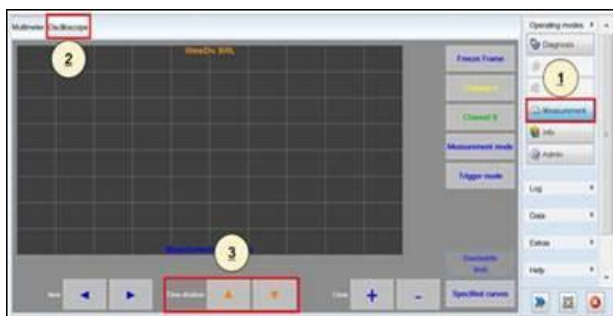 Multimeter Oscilloscope
2
Freeze Frame
Channel A
Channel B
Measurement mode
Trigger mode
3
Time division
+ -
Specified curves
Operating modes
Diagnosis
1
Measurement
Info
Admin
Log
Data
Extras
Help